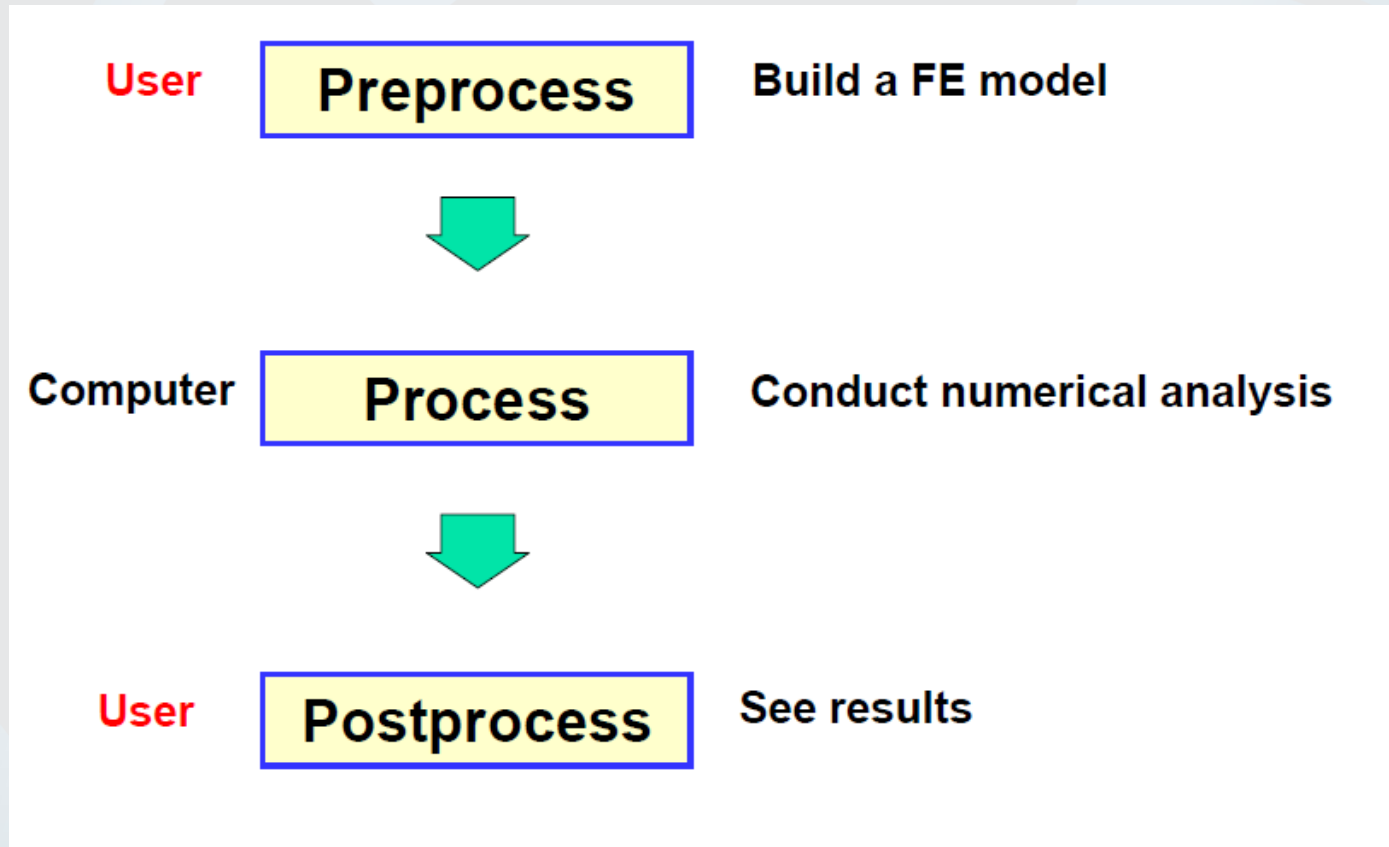 User Preprocess Build a FE model
Computer Process Conduct numerical analysis
User Postprocess See results